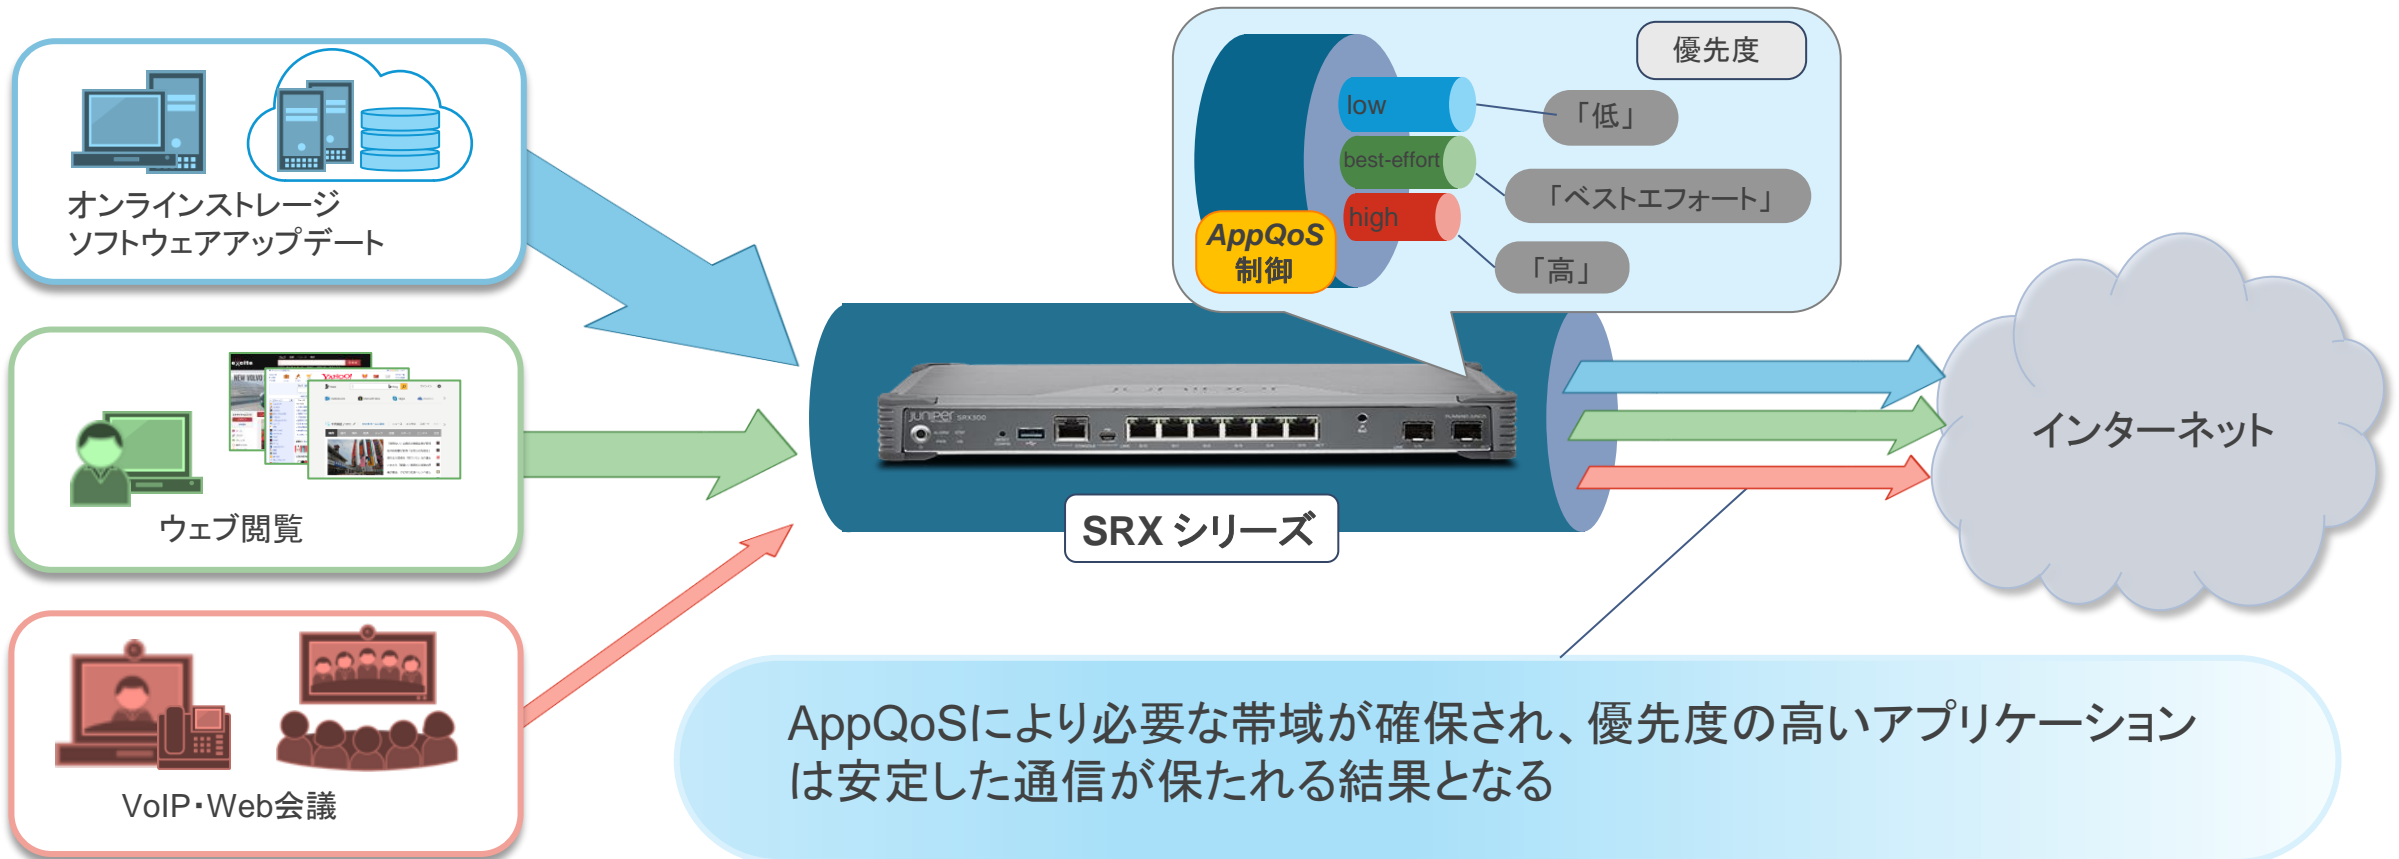 オンラインストレージ
ソフトウェアアップデート
ウェブ閲覧
VoIP・Web会議
優先度
low
「低」
best-effort
「ベストエフォート」
high
「高」
AppQoS
制御
JUNIPEr SRX300
SRX シリーズ
インターネット
AppQoSにより必要な帯域が確保され、優先度の高いアプリケーション
は安定した通信が保たれる結果となる
NEW VOLVO
YAHOO!